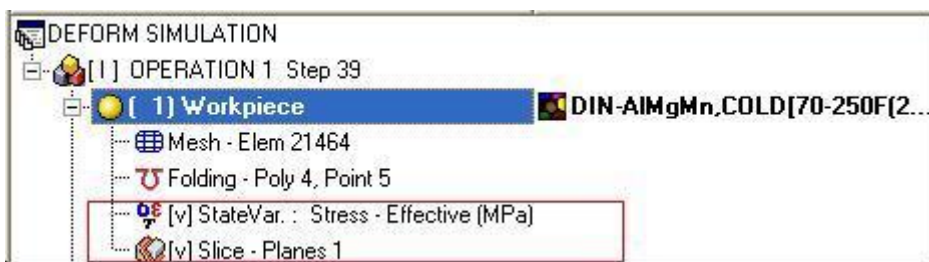 DEFORM SIMULATION
[ I ] OPERATION 1 Step 39
( 1) Workpiece DIN-AlMgMn,COLD[70-250F(2...
Mesh - Elem 21464
Folding - Poly 4, Point 5
[v] StateVar. : Stress - Effective (MPa)
[v] Slice - Planes 1